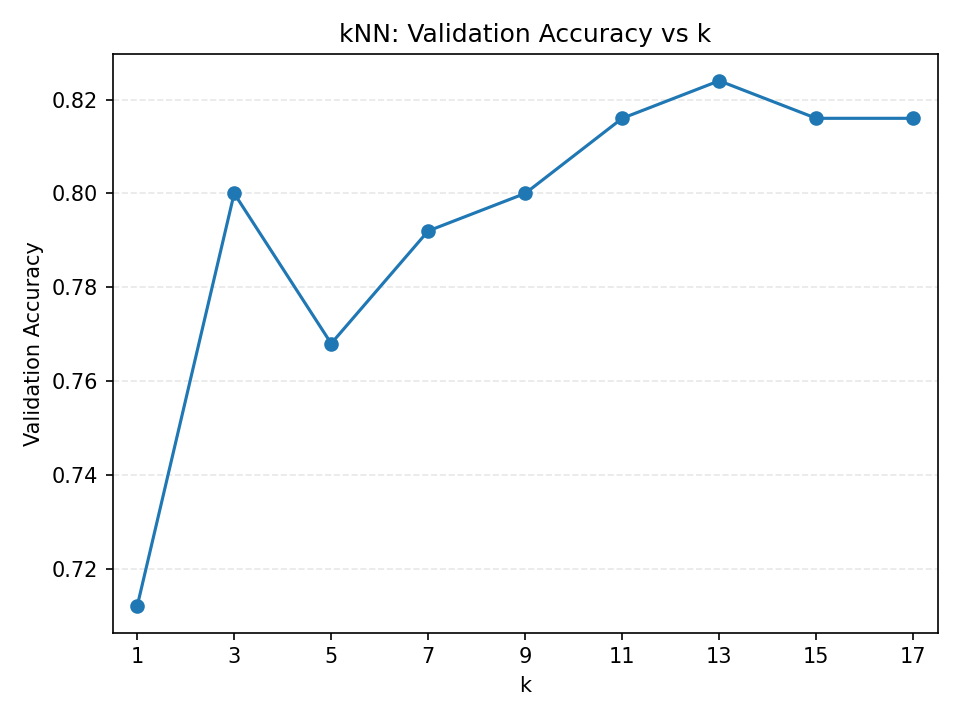 kNN: Validation Accuracy vs k
Validation Accuracy
0.82
0.80
0.78
0.76
0.74
0.72
1 3 5 7 9 11 13 15 17
k